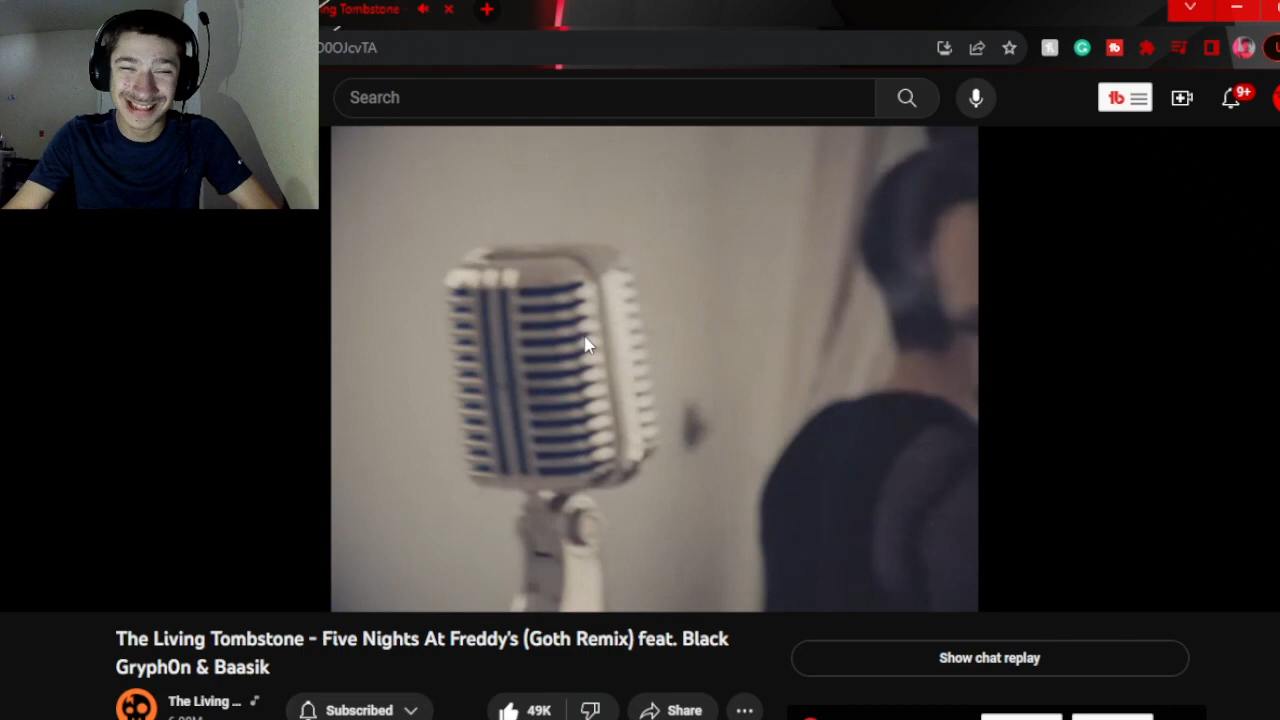 ng Tombstone
D0OJcvTA
Search
9+
The Living Tombstone - Five Nights At Freddy's (Goth Remix) feat. Black
Gryph0n & Baasik
Show chat replay
The Living ...
Subscribed
49K
Share